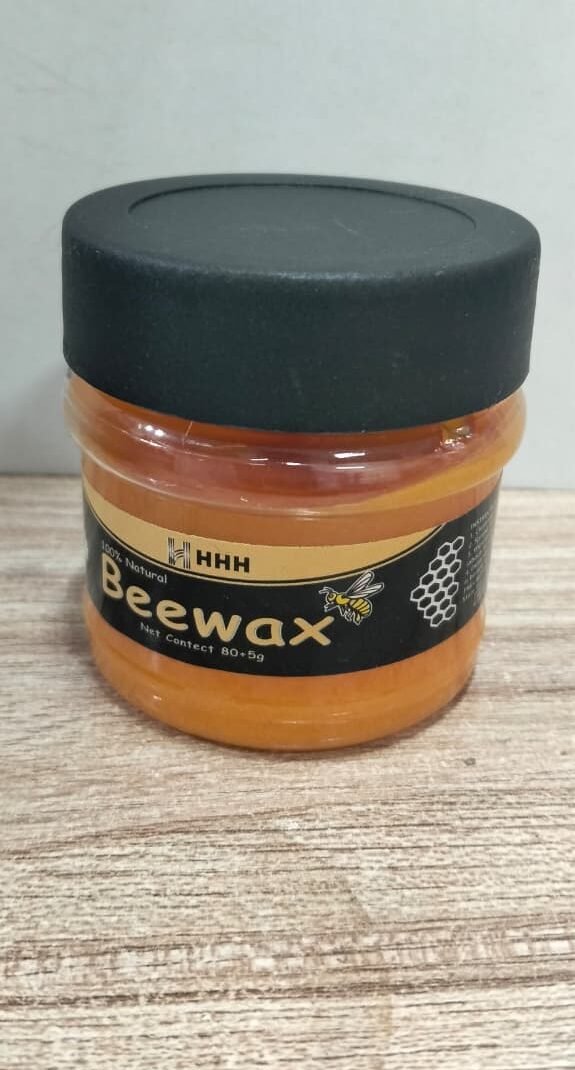 HHH
100% Natural
Beewax
Net Contect 80+5g